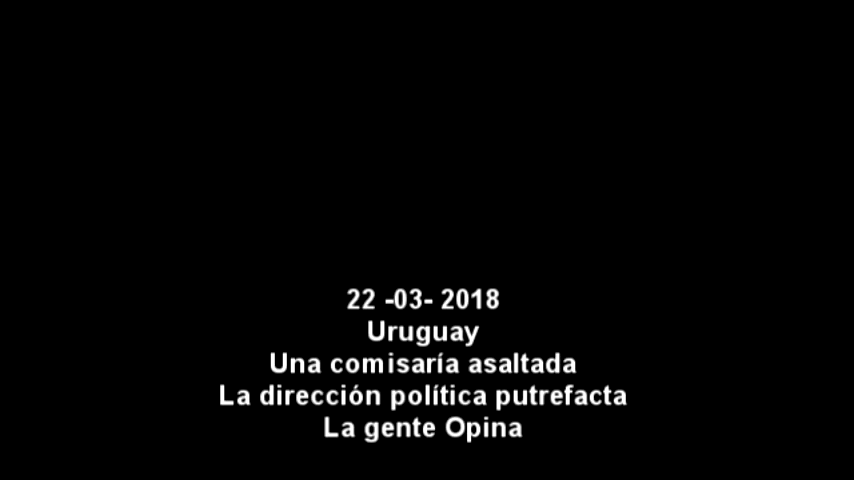 22 -03- 2018
Uruguay
Una comisaría asaltada
La dirección política putrefacta
La gente Opina